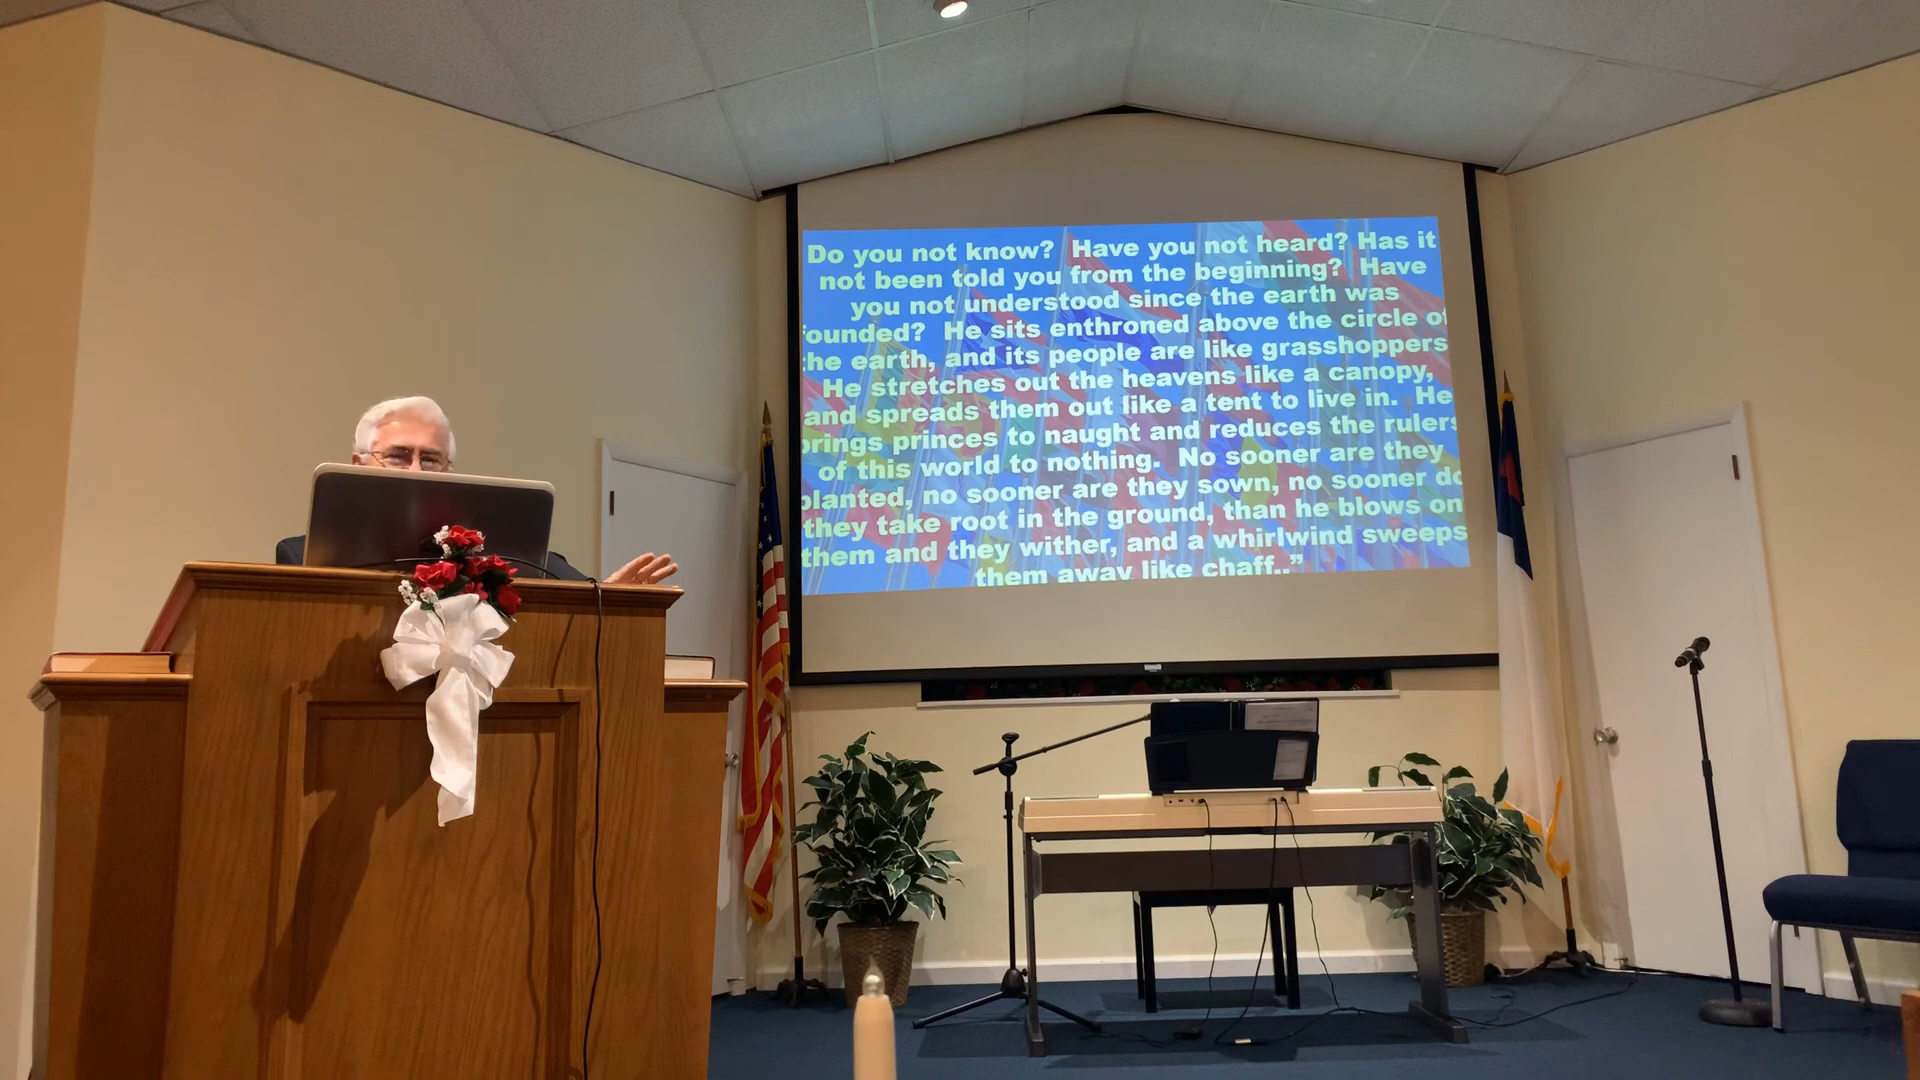 Do you not know? Have you not heard? Has it
not been told you from the beginning? Have
you not understood since the earth was
founded? He sits enthroned above the circle of
the earth, and its people are like grasshoppers
He stretches out the heavens like a canopy,
and spreads them out like a tent to live in. He
brings princes to naught and reduces the rulers
of this world to nothing. No sooner are they
planted, no sooner are they sown, no sooner do
they take root in the ground, than he blows on
them and they wither, and a whirlwind sweeps
them away like chaff..”